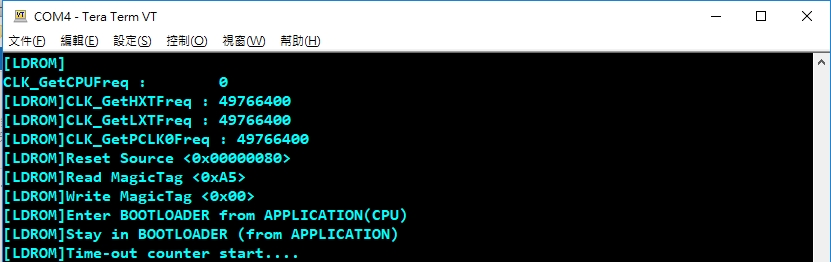 COM4 - Tera Term VT
文件(F) 編輯(E) 設定(S) 控制(O) 視窗(W) 幫助(H)
[LDROM]
CLK_GetCPUFreq :         0
[LDROM]CLK_GetHXTFreq : 49766400
[LDROM]CLK_GetLXTFreq : 49766400
[LDROM]CLK_GetPCLK0Freq : 49766400
[LDROM]Reset Source <0x00000080>
[LDROM]Read MagicTag <0xA5>
[LDROM]Write MagicTag <0x00>
[LDROM]Enter BOOTLOADER from APPLICATION(CPU)
[LDROM]Stay in BOOTLOADER (from APPLICATION)
[LDROM]Time-out counter start....